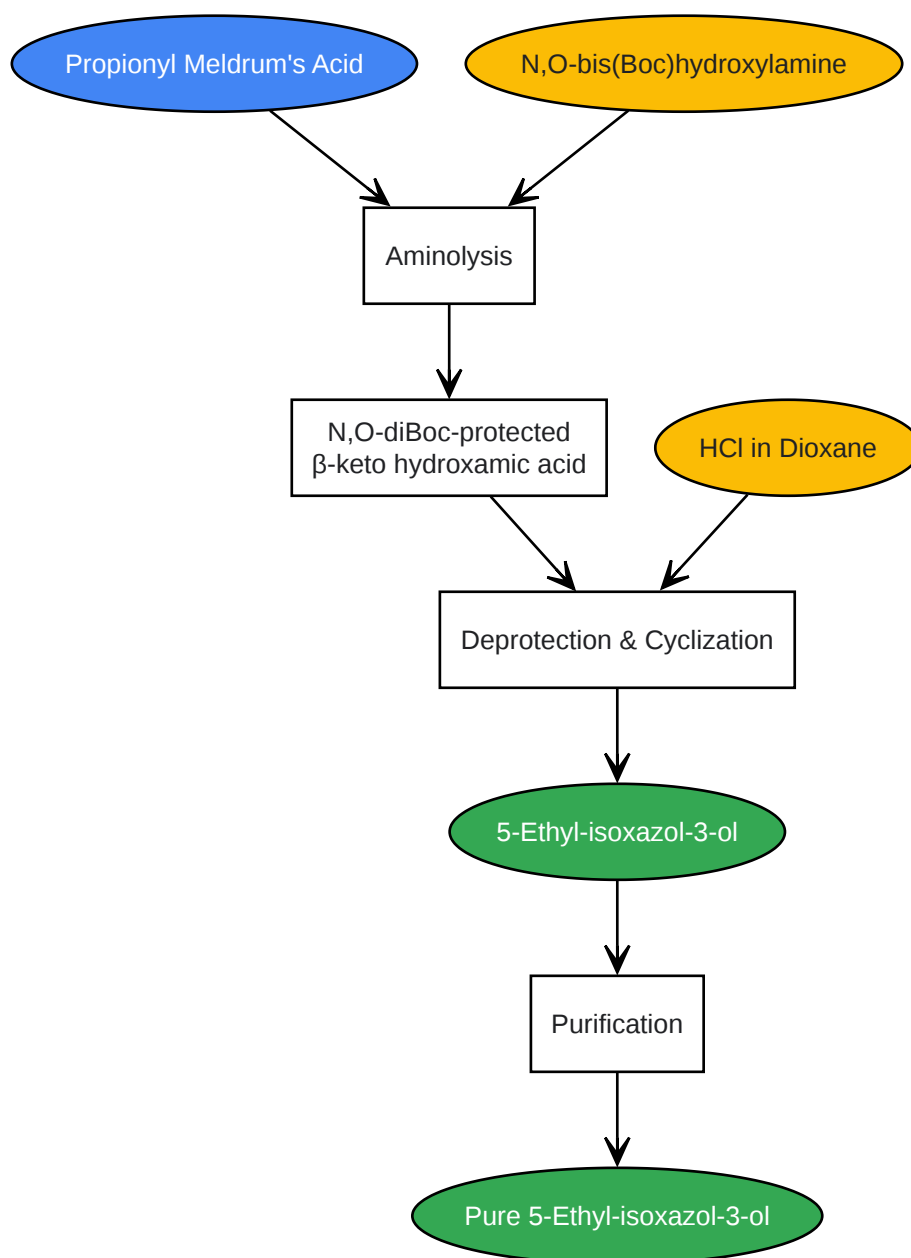 Propionyl Meldrum's Acid
N,O-bis(Boc)hydroxylamine
Aminolysis
N,O-diBoc-protected
β-keto hydroxamic acid
HCl in Dioxane
Deprotection & Cyclization
5-Ethyl-isoxazol-3-ol
Purification
Pure 5-Ethyl-isoxazol-3-ol